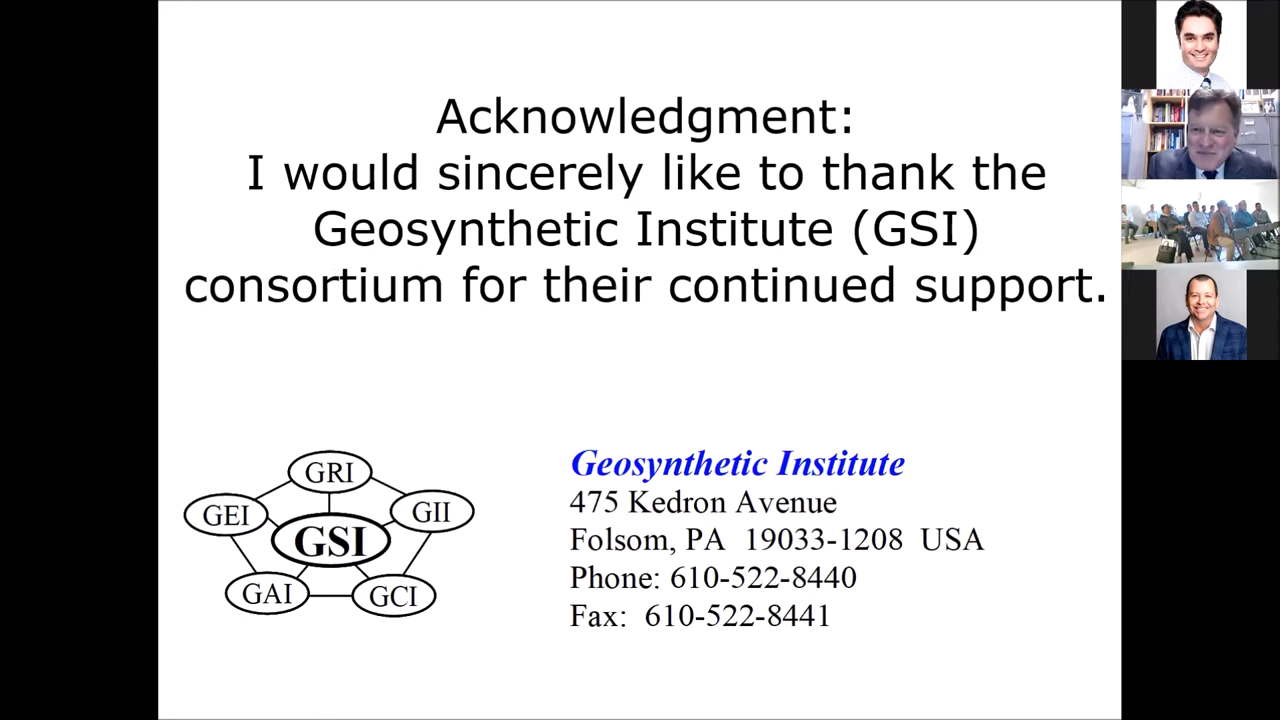 Acknowledgment:
I would sincerely like to thank the
Geosynthetic Institute (GSI)
consortium for their continued support.
GRI
GEI
GII
GSI
GAI
GCI
Geosynthetic Institute
475 Kedron Avenue
Folsom, PA 19033-1208 USA
Phone: 610-522-8440
Fax: 610-522-8441